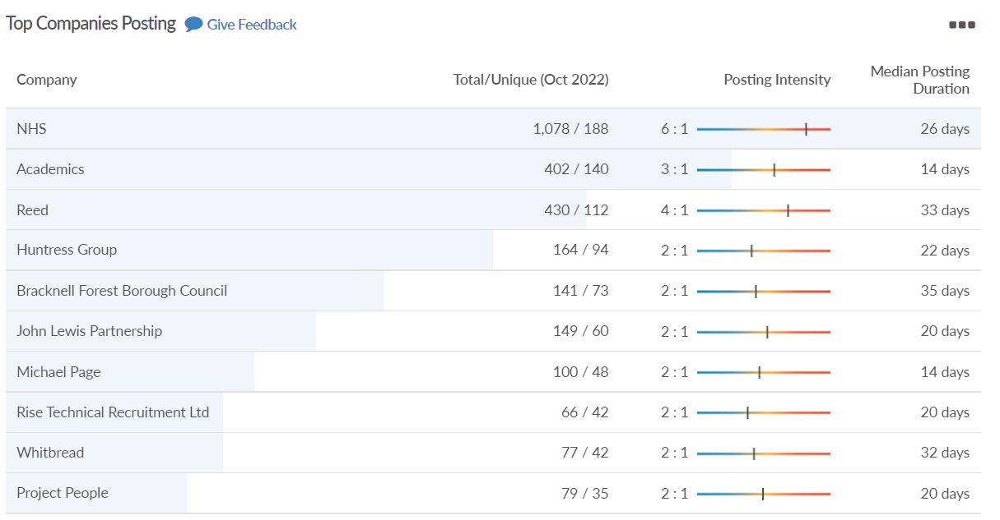 Top Companies Posting Give Feedback
Company Total/Unique (Oct 2022) Posting Intensity Median Posting Duration
NHS 1,078 / 188 6 : 1 26 days
Academics 402 / 140 3 : 1 14 days
Reed 430 / 112 4 : 1 33 days
Huntress Group 164 / 94 2 : 1 22 days
Bracknell Forest Borough Council 141 / 73 2 : 1 35 days
John Lewis Partnership 149 / 60 2 : 1 20 days
Michael Page 100 / 48 2 : 1 14 days
Rise Technical Recruitment Ltd 66 / 42 2 : 1 20 days
Whitbread 77 / 42 2 : 1 32 days
Project People 79 / 35 2 : 1 20 days